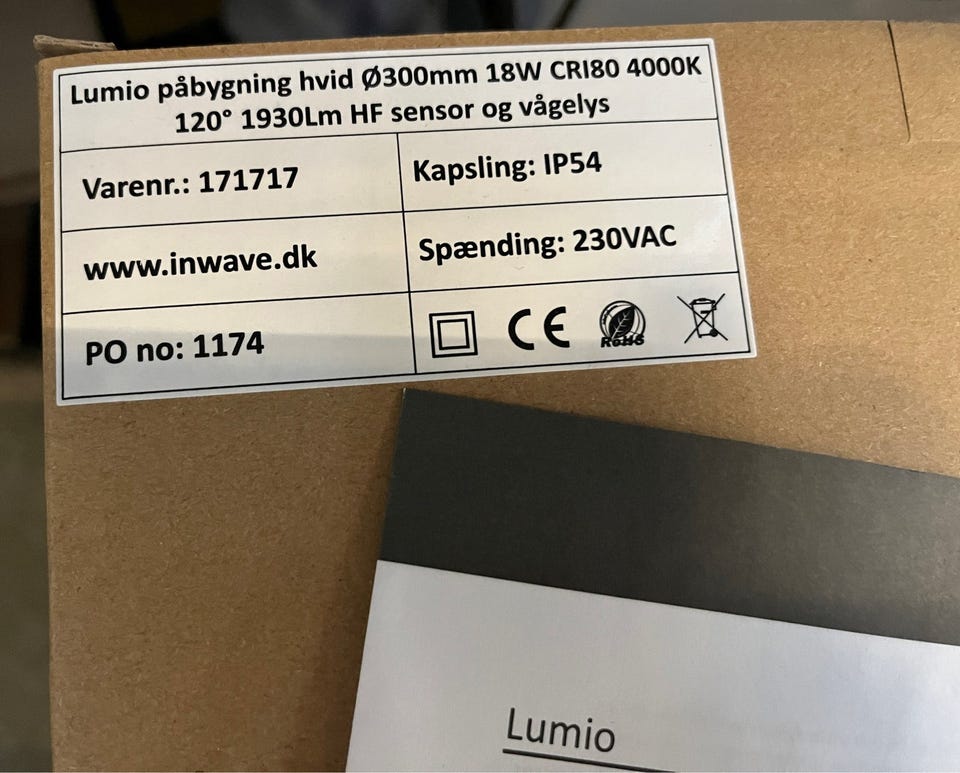 Lumio påbygning hvid Ø300mm 18W CRI80 4000K
120° 1930Lm HF sensor og vågelys
Varenr.: 171717
Kapsling: IP54
www.inwave.dk
Spænding: 230VAC
PO no: 1174
CE
RoHS
Lumio